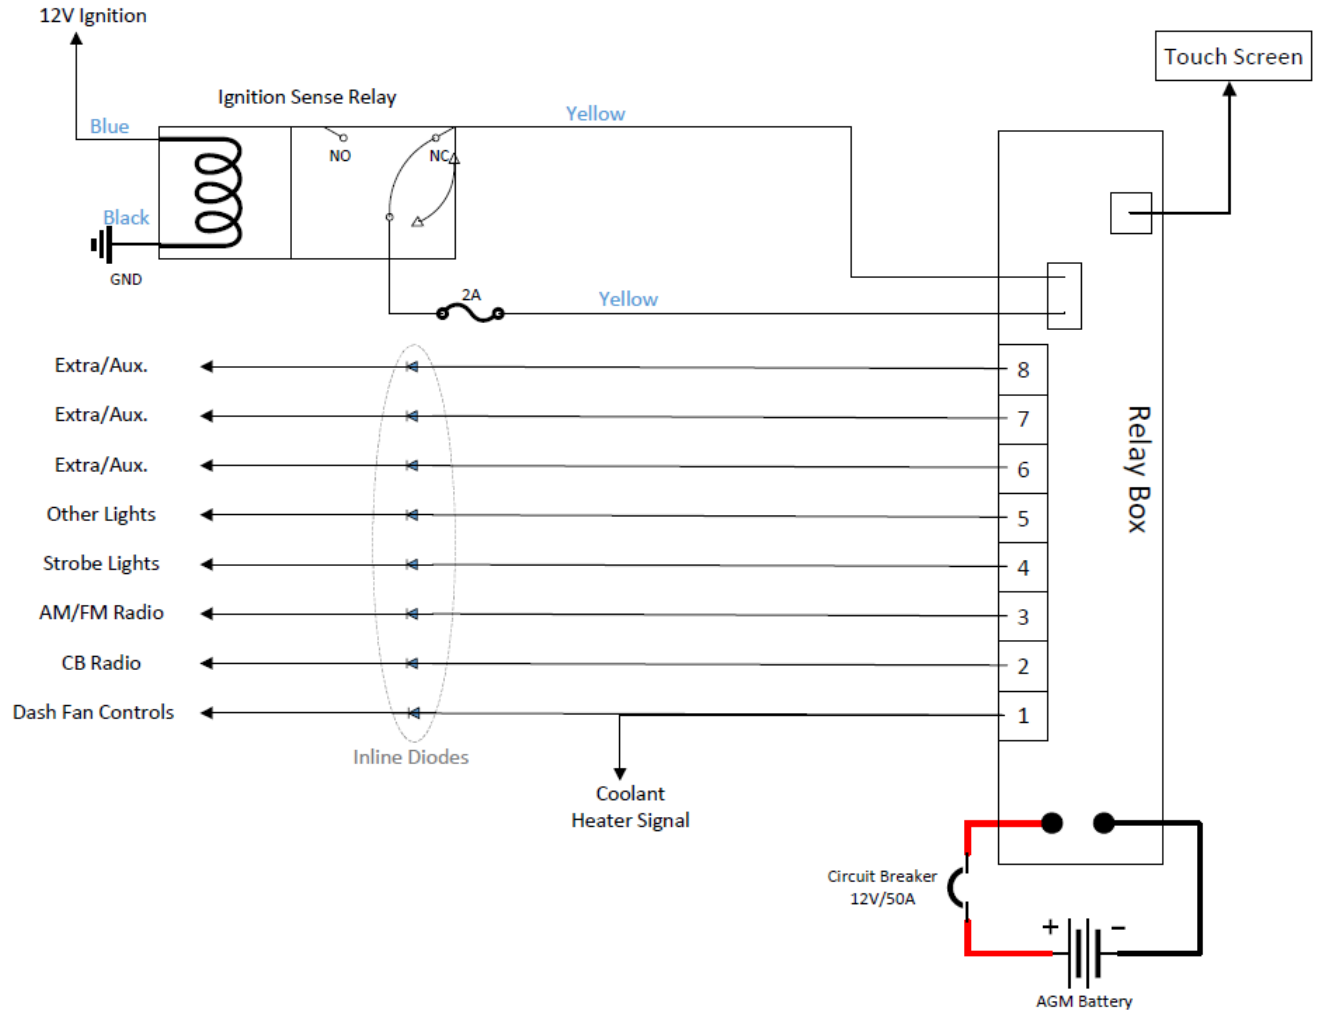 12V Ignition
Touch Screen
Ignition Sense Relay
Yellow
Blue
NO
NC
Black
GND
2A
Yellow
Extra/Aux.
8
Extra/Aux.
7
Extra/Aux.
6
Other Lights
5
Strobe Lights
4
AM/FM Radio
3
CB Radio
2
Dash Fan Controls
1
Relay Box
Inline Diodes
Coolant
Heater Signal
Circuit Breaker
12V/50A
+
−
AGM Battery